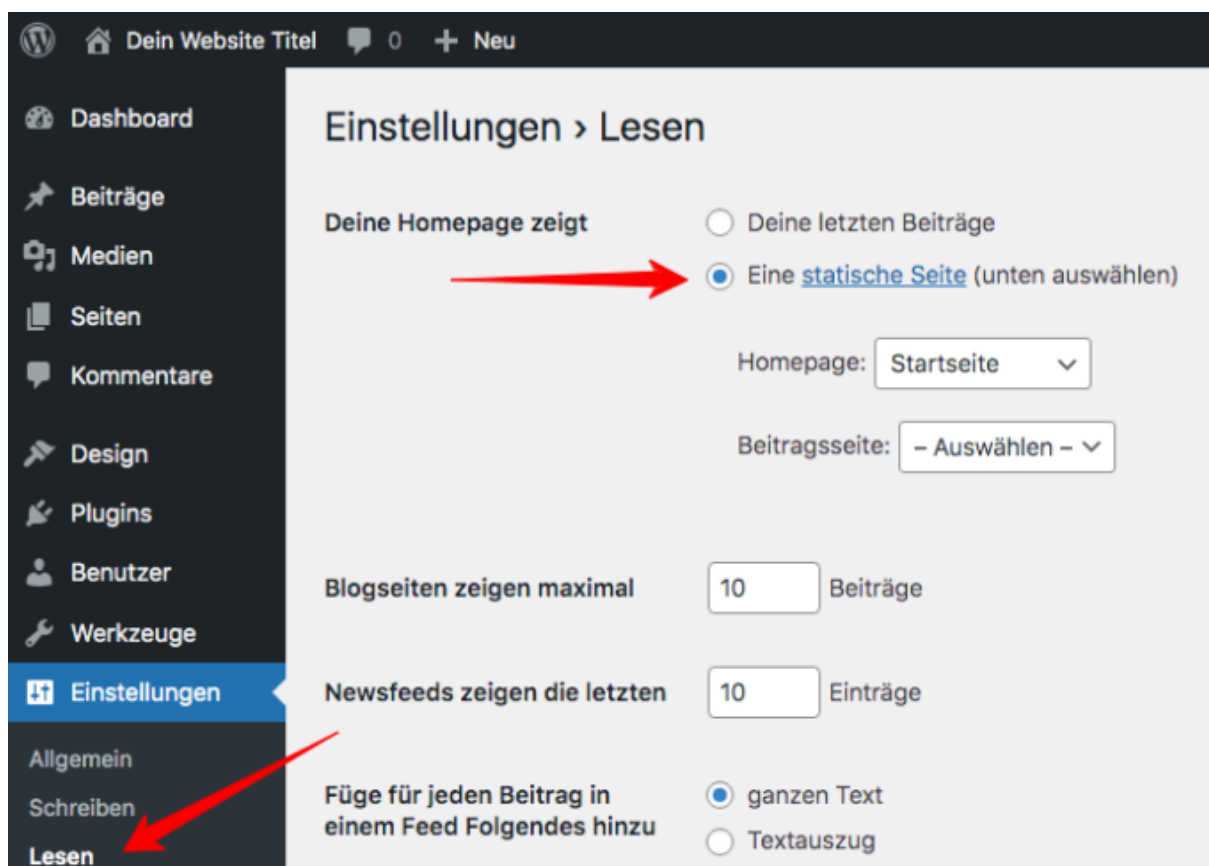 Dein Website Titel 0 + Neu
Dashboard
Beiträge
Medien
Seiten
Kommentare
Design
Plugins
Benutzer
Werkzeuge
Einstellungen
Allgemein
Schreiben
Lesen
Einstellungen › Lesen
Deine Homepage zeigt
Deine letzten Beiträge
Eine statische Seite (unten auswählen)
Homepage: Startseite
Beitragsseite: – Auswählen –
Blogseiten zeigen maximal 10 Beiträge
Newsfeeds zeigen die letzten 10 Einträge
Füge für jeden Beitrag in
einem Feed Folgendes hinzu
ganzen Text
Textauszug